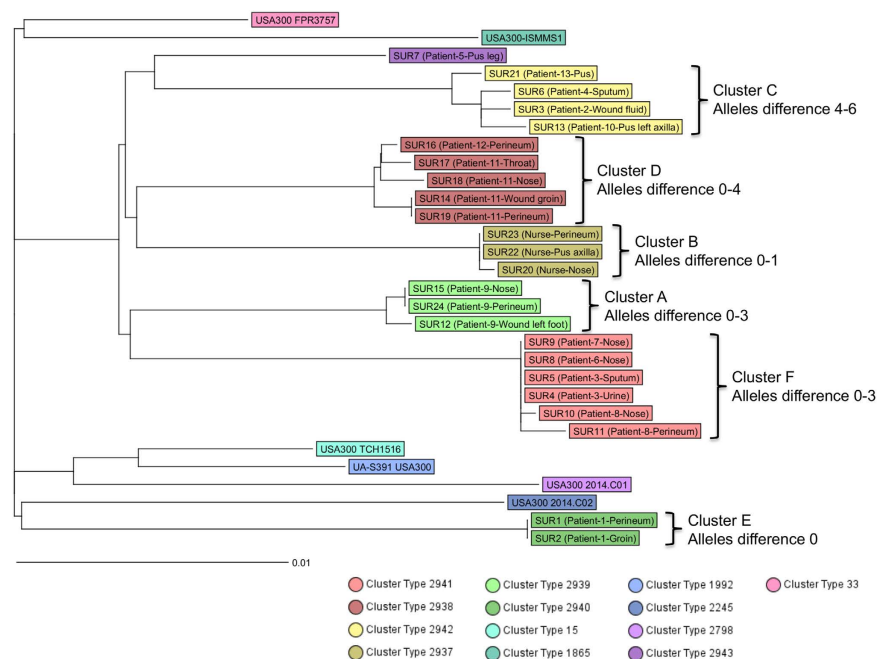 USA300 FPR3757
USA300-ISMMS1
SUR7 (Patient-5-Pus leg)
SUR21 (Patient-13-Pus)
SUR6 (Patient-4-Sputum)
SUR3 (Patient-2-Wound fluid)
SUR13 (Patient-10-Pus left axilla)
Cluster C
Alleles difference 4-6
SUR16 (Patient-12-Perineum)
SUR17 (Patient-11-Throat)
SUR18 (Patient-11-Nose)
SUR14 (Patient-11-Wound groin)
SUR19 (Patient-11-Perineum)
Cluster D
Alleles difference 0-4
SUR23 (Nurse-Perineum)
SUR22 (Nurse-Pus axilla)
SUR20 (Nurse-Nose)
Cluster B
Alleles difference 0-1
SUR15 (Patient-9-Nose)
SUR24 (Patient-9-Perineum)
SUR12 (Patient-9-Wound left foot)
Cluster A
Alleles difference 0-3
SUR9 (Patient-7-Nose)
SUR8 (Patient-6-Nose)
SUR5 (Patient-3-Sputum)
SUR4 (Patient-3-Urine)
SUR10 (Patient-8-Nose)
SUR11 (Patient-8-Perineum)
Cluster F
Alleles difference 0-3
USA300 TCH1516
UA-S391 USA300
USA300 2014.C01
USA300 2014.C02
SUR1 (Patient-1-Perineum)
SUR2 (Patient-1-Groin)
Cluster E
Alleles difference 0
0.01
Cluster Type 2941
Cluster Type 2938
Cluster Type 2942
Cluster Type 2937
Cluster Type 2939
Cluster Type 2940
Cluster Type 15
Cluster Type 1865
Cluster Type 1992
Cluster Type 2245
Cluster Type 2798
Cluster Type 2943
Cluster Type 33